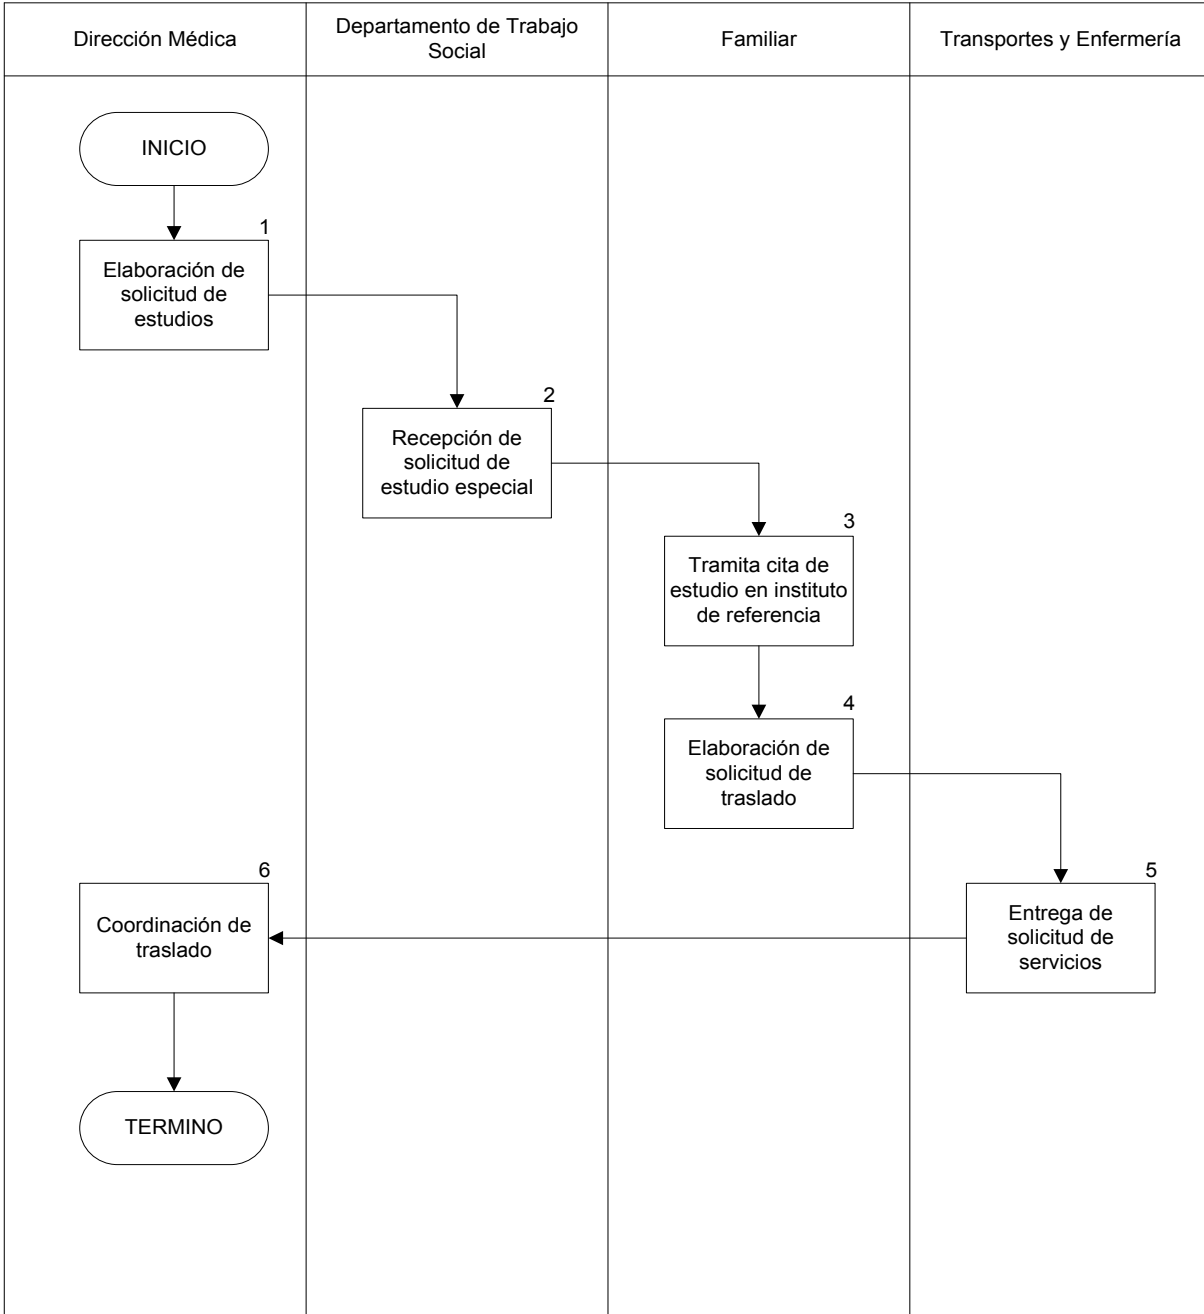 Dirección Médica
Departamento de Trabajo
Social
Familiar
Transportes y Enfermería
INICIO
1
Elaboración de
solicitud de
estudios
2
Recepción de
solicitud de
estudio especial
3
Tramita cita de
estudio en instituto
de referencia
4
Elaboración de
solicitud de
traslado
5
Entrega de
solicitud de
servicios
6
Coordinación de
traslado
TERMINO